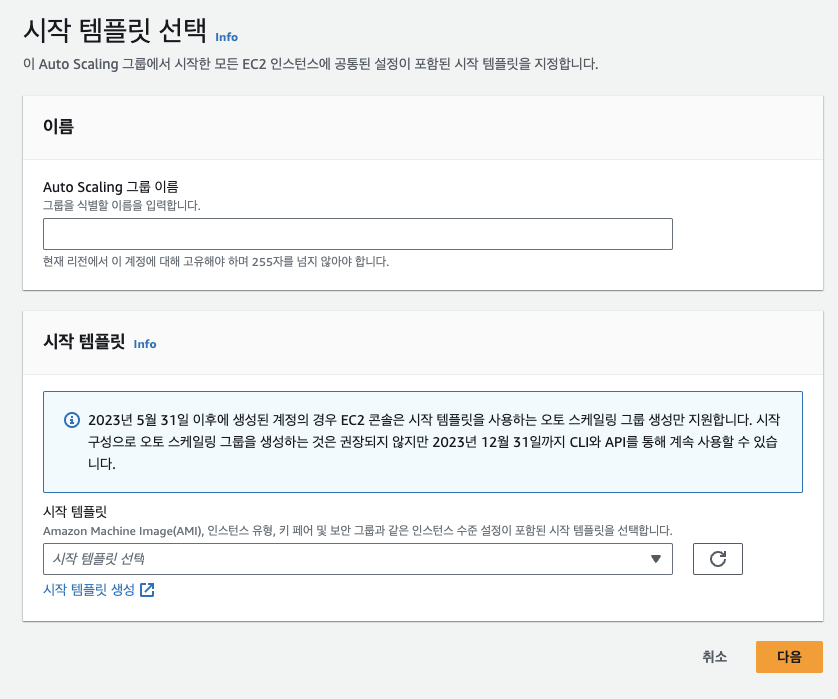 시작 템플릿 선택 Info
이 Auto Scaling 그룹에서 시작한 모든 EC2 인스턴스에 공통된 설정이 포함된 시작 템플릿을 지정합니다.
이름
Auto Scaling 그룹 이름
그룹을 식별할 이름을 입력합니다.
현재 리전에서 이 계정에 대해 고유해야 하며 255자를 넘지 않아야 합니다.
시작 템플릿 Info
2023년 5월 31일 이후에 생성된 계정의 경우 EC2 콘솔은 시작 템플릿을 사용하는 오토 스케일링 그룹 생성만 지원합니다. 시작
구성으로 오토 스케일링 그룹을 생성하는 것은 권장되지 않지만 2023년 12월 31일까지 CLI와 API를 통해 계속 사용할 수 있습
니다.
시작 템플릿
Amazon Machine Image(AMI), 인스턴스 유형, 키 페어 및 보안 그룹과 같은 인스턴스 수준 설정이 포함된 시작 템플릿을 선택합니다.
시작 템플릿 선택
시작 템플릿 생성
취소 다음